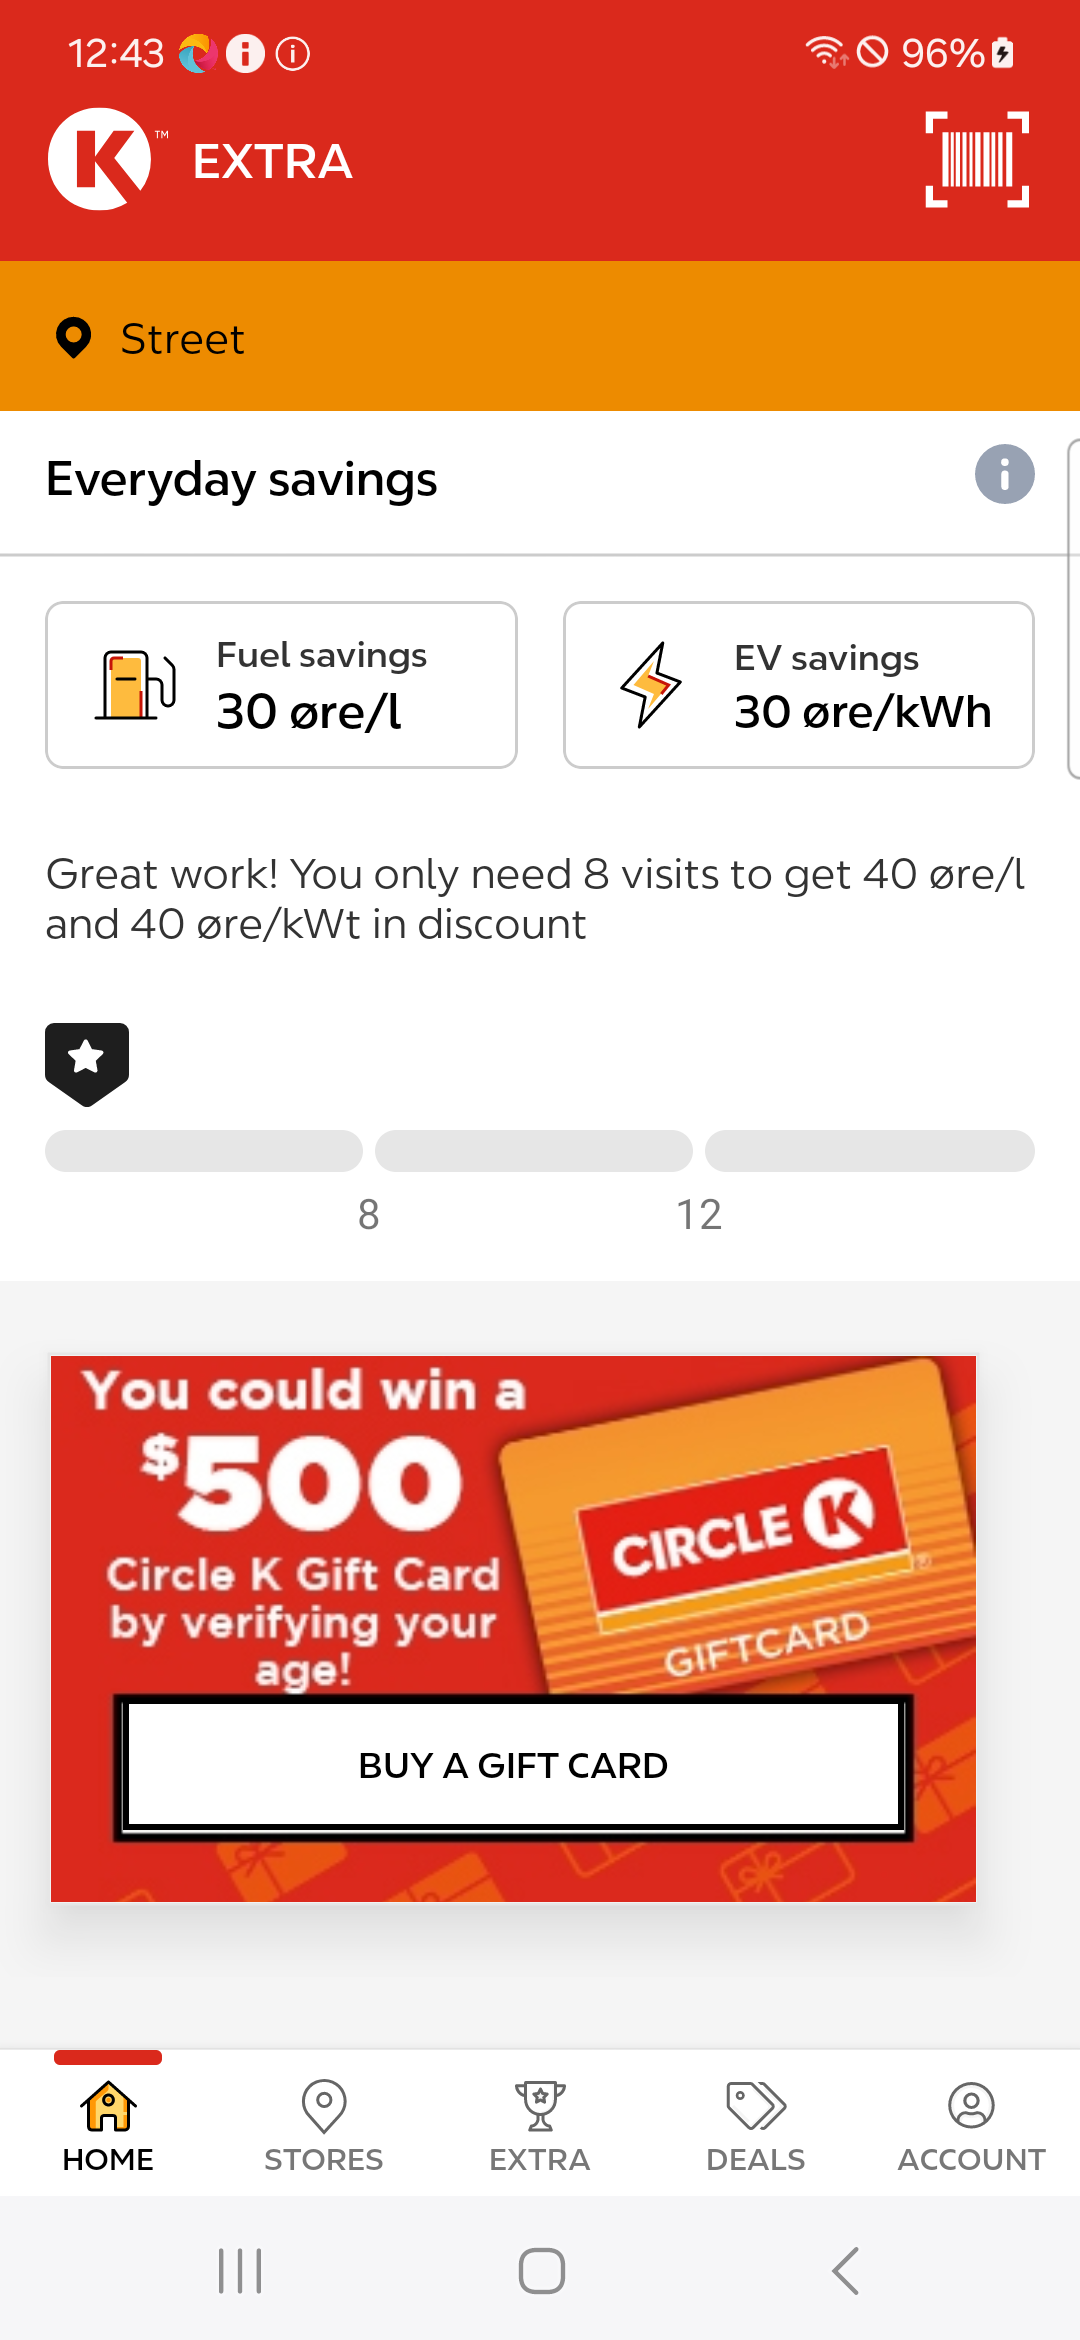 12:43
96%
K™ EXTRA
Street
Everyday savings
Fuel savings
30 øre/l
EV savings
30 øre/kWh
Great work! You only need 8 visits to get 40 øre/l
and 40 øre/kWt in discount
8
12
You could win a
$500
Circle K Gift Card
by verifying your
age!
CIRCLE K
®
GIFTCARD
BUY A GIFT CARD
HOME
STORES
EXTRA
DEALS
ACCOUNT